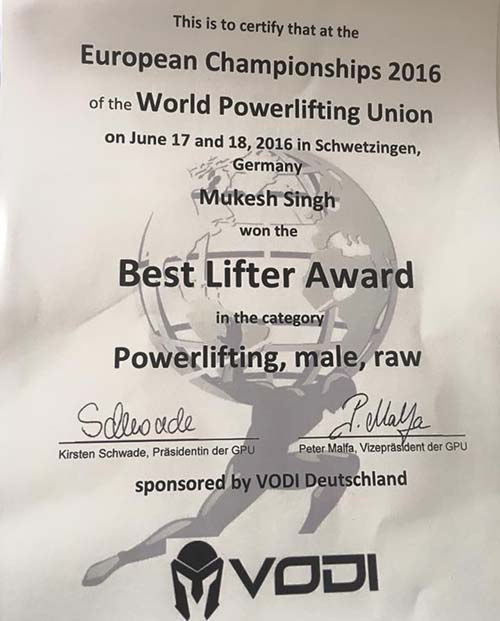 This is to certify that at the
European Championships 2016
of the World Powerlifting Union
on June 17 and 18, 2016 in Schwetzingen,
Germany
Mukesh Singh
won the
Best Lifter Award
in the category
Powerlifting, male, raw
Schwade P. Malfa
Kirsten Schwade, Präsidentin der GPU Peter Malfa, Vizepräsident der GPU
sponsored by VODI Deutschland
VODI